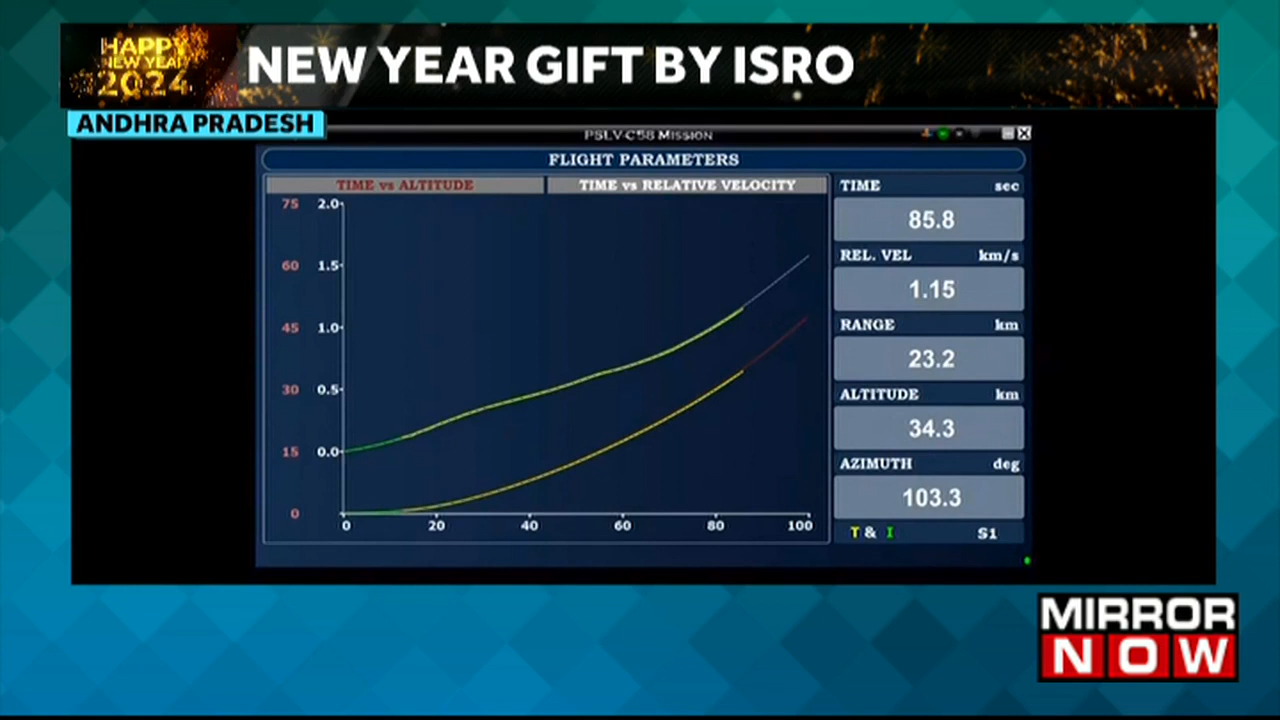 HAPPY
NEW YEAR
2024
NEW YEAR GIFT BY ISRO
ANDHRA PRADESH
PSLV-C58 MISSION
FLIGHT PARAMETERS
TIME vs ALTITUDE
TIME vs RELATIVE VELOCITY
75 2.0
60 1.5
45 1.0
30 0.5
15 0.0
0
0 20 40 60 80 100
TIME sec
85.8
REL. VEL km/s
1.15
RANGE km
23.2
ALTITUDE km
34.3
AZIMUTH deg
103.3
T & I S1
MIRROR
NOW